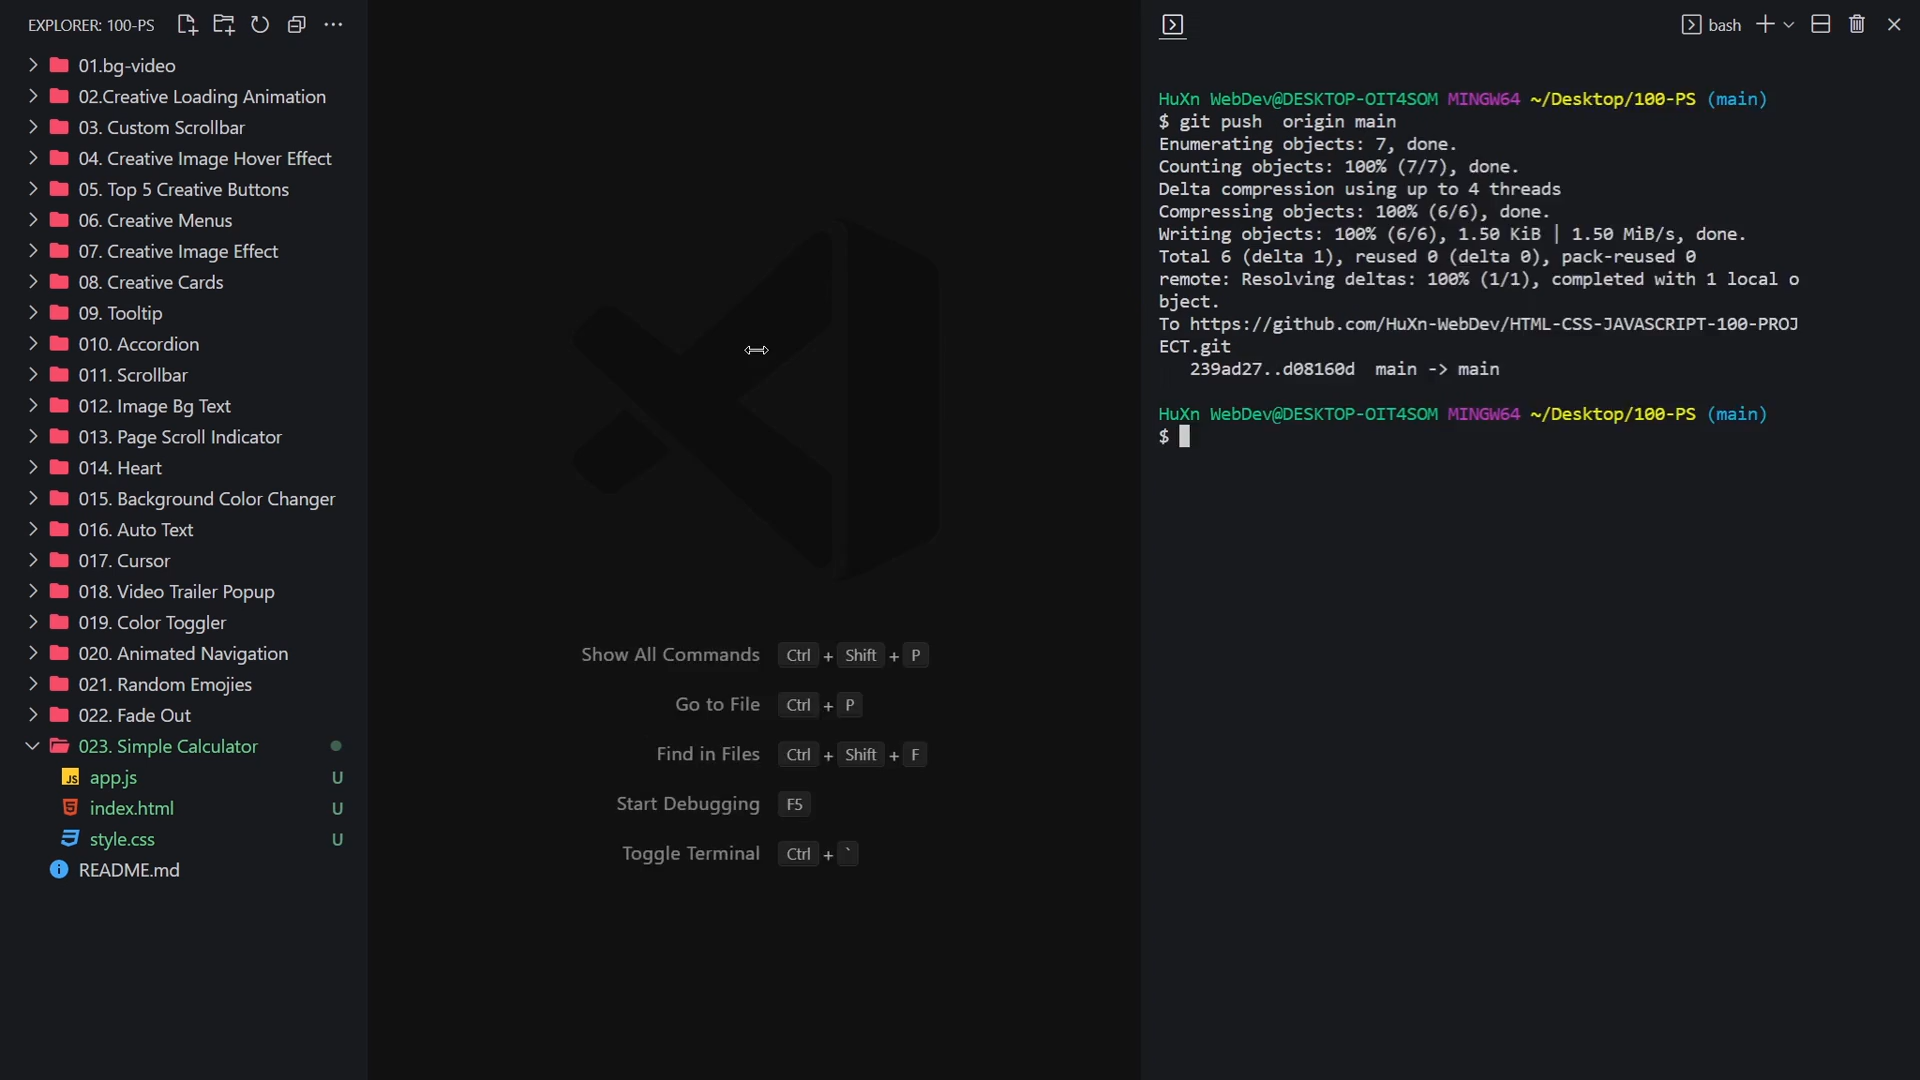 EXPLORER: 100-PS
01.bg-video
02.Creative Loading Animation
03. Custom Scrollbar
04. Creative Image Hover Effect
05. Top 5 Creative Buttons
06. Creative Menus
07. Creative Image Effect
08. Creative Cards
09. Tooltip
010. Accordion
011. Scrollbar
012. Image Bg Text
013. Page Scroll Indicator
014. Heart
015. Background Color Changer
016. Auto Text
017. Cursor
018. Video Trailer Popup
019. Color Toggler
020. Animated Navigation
021. Random Emojies
022. Fade Out
023. Simple Calculator
JS app.js U
index.html U
style.css U
README.md
Show All Commands Ctrl + Shift + P
Go to File Ctrl + P
Find in Files Ctrl + Shift + F
Start Debugging F5
Toggle Terminal Ctrl + `
bash
HuXn WebDev@DESKTOP-OIT4SOM MINGW64 ~/Desktop/100-PS (main)
$ git push  origin main
Enumerating objects: 7, done.
Counting objects: 100% (7/7), done.
Delta compression using up to 4 threads
Compressing objects: 100% (6/6), done.
Writing objects: 100% (6/6), 1.50 KiB | 1.50 MiB/s, done.
Total 6 (delta 1), reused 0 (delta 0), pack-reused 0
remote: Resolving deltas: 100% (1/1), completed with 1 local o
bject.
To https://github.com/HuXn-WebDev/HTML-CSS-JAVASCRIPT-100-PROJ
ECT.git
   239ad27..d08160d  main -> main
HuXn WebDev@DESKTOP-OIT4SOM MINGW64 ~/Desktop/100-PS (main)
$